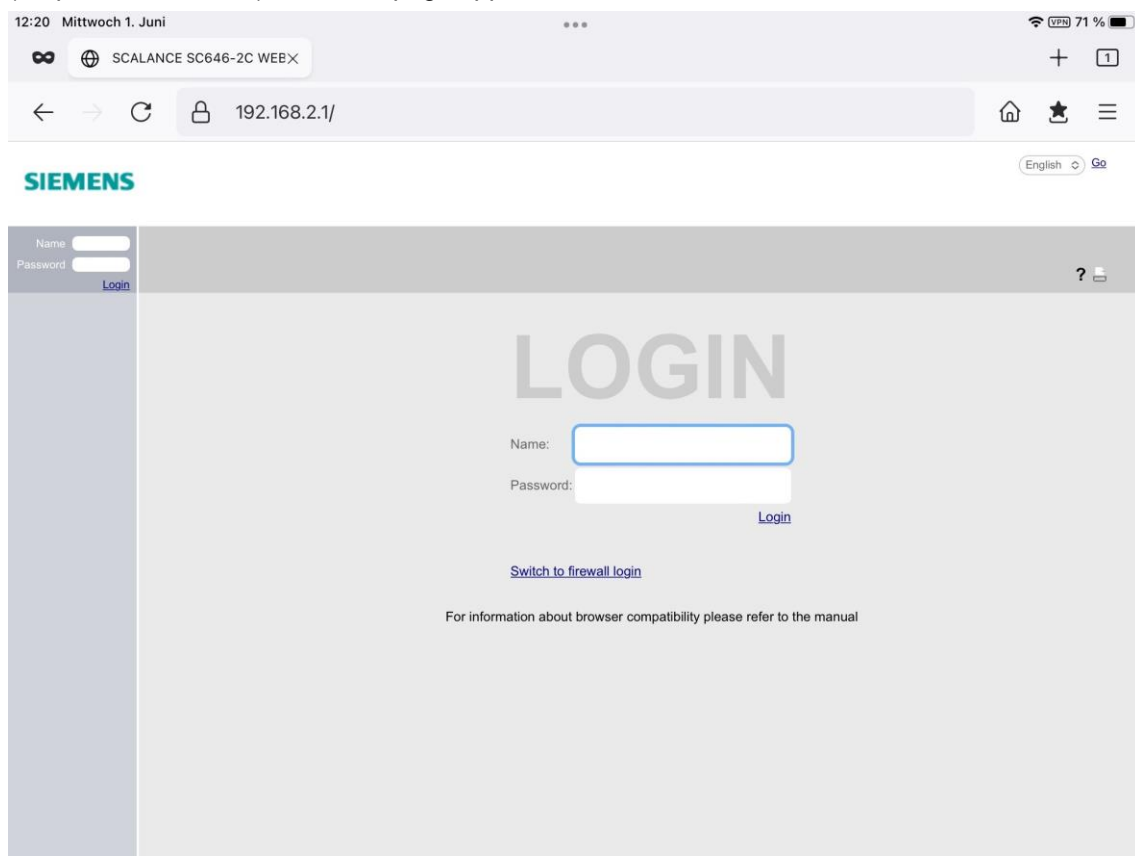 12:20 Mittwoch 1. Juni
VPN 71 %
SCALANCE SC646-2C WEB
1
192.168.2.1/
SIEMENS
English Go
Name
Password
Login
?
LOGIN
Name:
Password:
Login
Switch to firewall login
For information about browser compatibility please refer to the manual